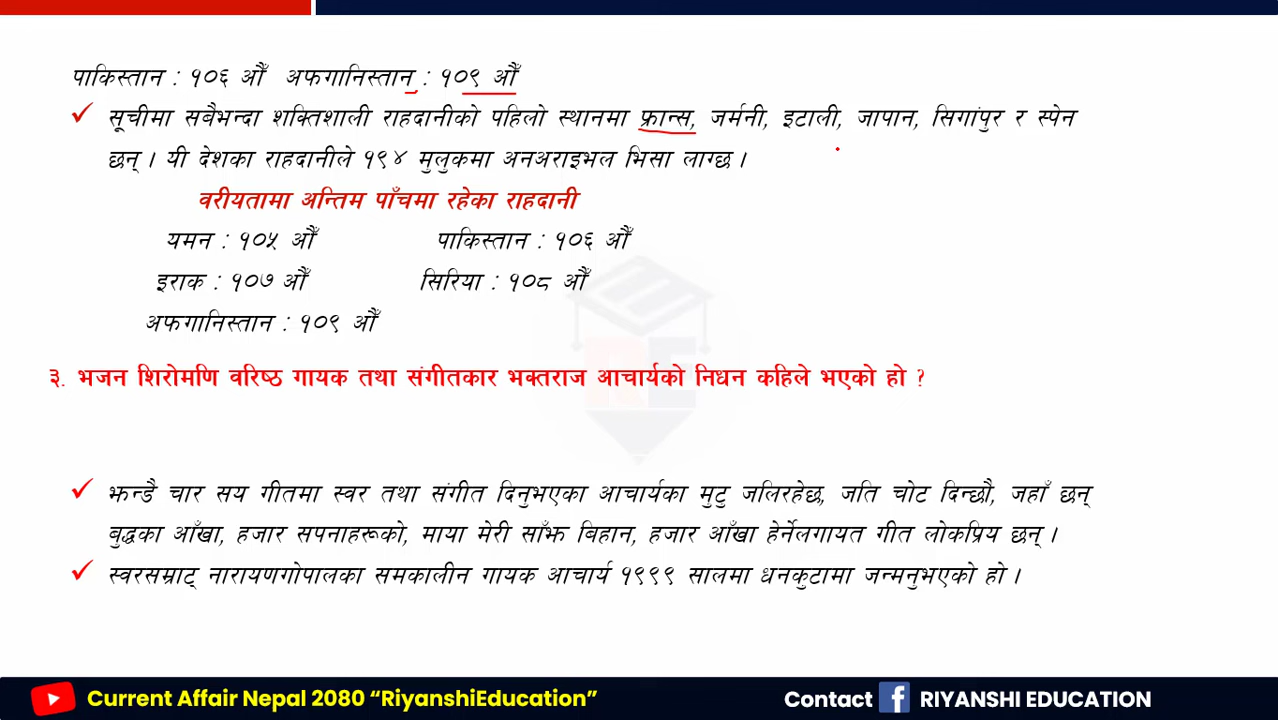 पाकिस्तान : १०६ औँ अफगानिस्तान : १०९ औँ
✓ सूचीमा सबैभन्दा शक्तिशाली राहदानीको पहिलो स्थानमा फ्रान्स, जर्मनी, इटाली, जापान, सिगांपुर र स्पेन
छन् । यी देशका राहदानीले १९४ मुलुकमा अनअराइभल भिसा लाग्छ ।
वरीयतामा अन्तिम पाँचमा रहेका राहदानी
यमन : १०५ औँ पाकिस्तान : १०६ औँ
इराक : १०७ औँ सिरिया : १०८ औँ
अफगानिस्तान : १०९ औँ
३. भजन शिरोमणि वरिष्ठ गायक तथा संगीतकार भक्तराज आचार्यको निधन कहिले भएको हो ?
✓ झन्डै चार सय गीतमा स्वर तथा संगीत दिनुभएका आचार्यका मुटु जलिरहेछ, जति चोट दिन्छौ, जहाँ छन्
बुद्धका आँखा, हजार सपनाहरूको, माया मेरी साँझ बिहान, हजार आँखा हेर्नेलगायत गीत लोकप्रिय छन् ।
✓ स्वरसम्राट् नारायणगोपालका समकालीन गायक आचार्य १९९९ सालमा धनकुटामा जन्मनुभएको हो ।
Current Affair Nepal 2080 “RiyanshiEducation” Contact f RIYANSHI EDUCATION